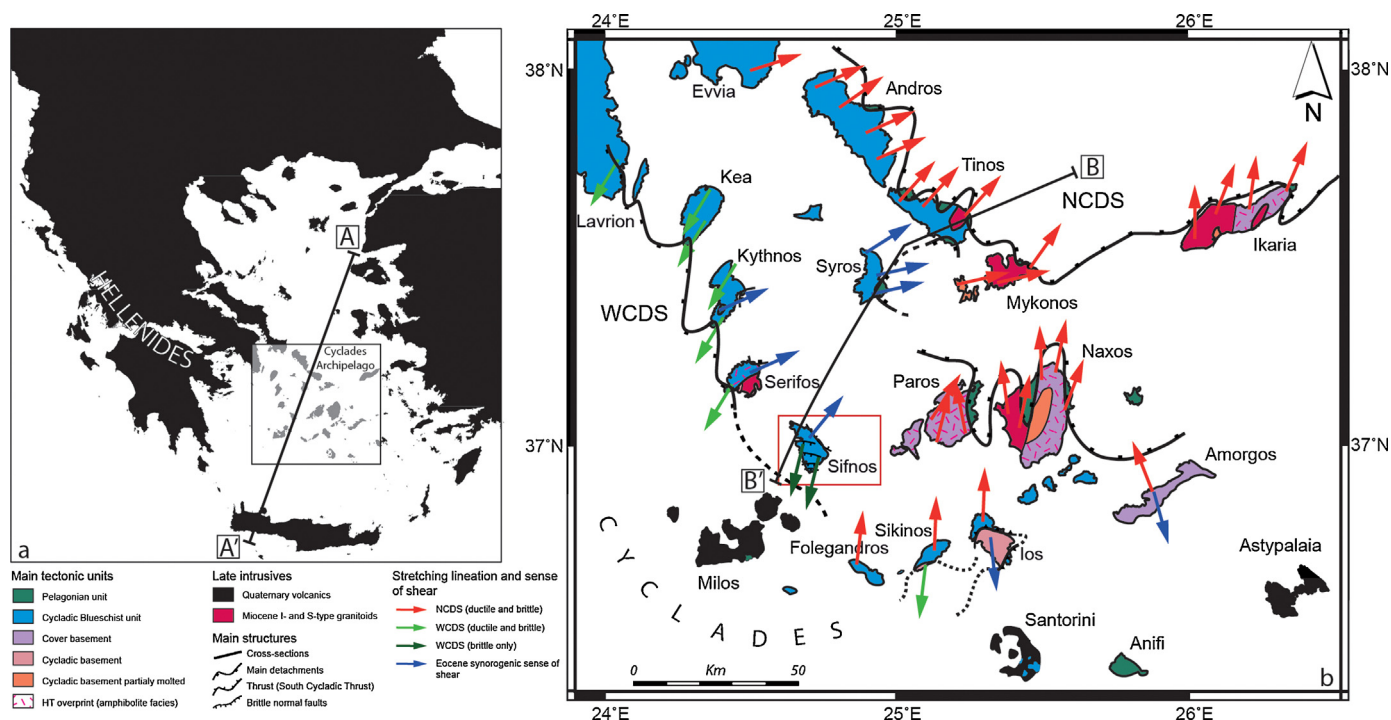 A
HELLENIDES
Cyclades
Archipelago
A'
a
Main tectonic units
Pelagonian unit
Cycladic Blueschist unit
Cover basement
Cycladic basement
Cycladic basement partialy molted
HT overprint (amphibolite facies)
Late intrusives
Quaternary volcanics
Miocene I- and S-type granitoids
Main structures
Cross-sections
Main detachments
Thrust (South Cycladic Thrust)
Brittle normal faults
Stretching lineation and sense
of shear
NCDS (ductile and brittle)
WCDS (ductile and brittle)
WCDS (brittle only)
Eocene synorogenic sense of
shear
24°E 25°E 26°E
38°N 38°N
N
Evvia
Andros
Tinos
B
NCDS
Kea
Lavrion
Ikaria
Kythnos
Syros
Mykonos
WCDS
Serifos
Paros
Naxos
37°N 37°N
Sifnos
B'
Amorgos
Sikinos
Folegandros
Ios
Milos
Astypalaia
CYCLADES
Santorini
Anifi
0 Km 50
b
24°E 25°E 26°E